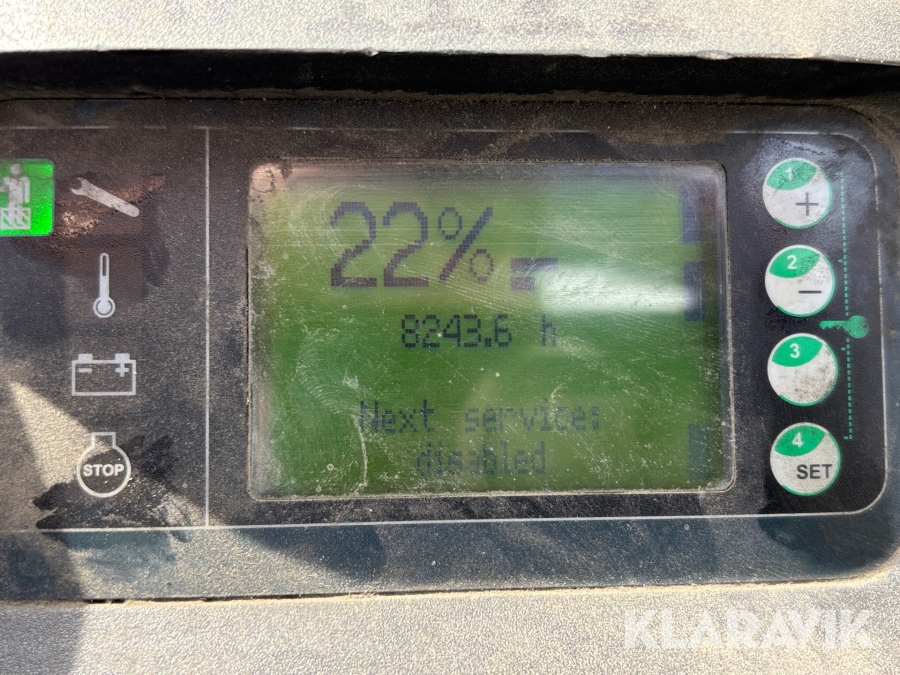 22%
8243.6 h
Next service:
disabled
1
+
2
−
3
4
SET
- +
STOP
KLARAVIK